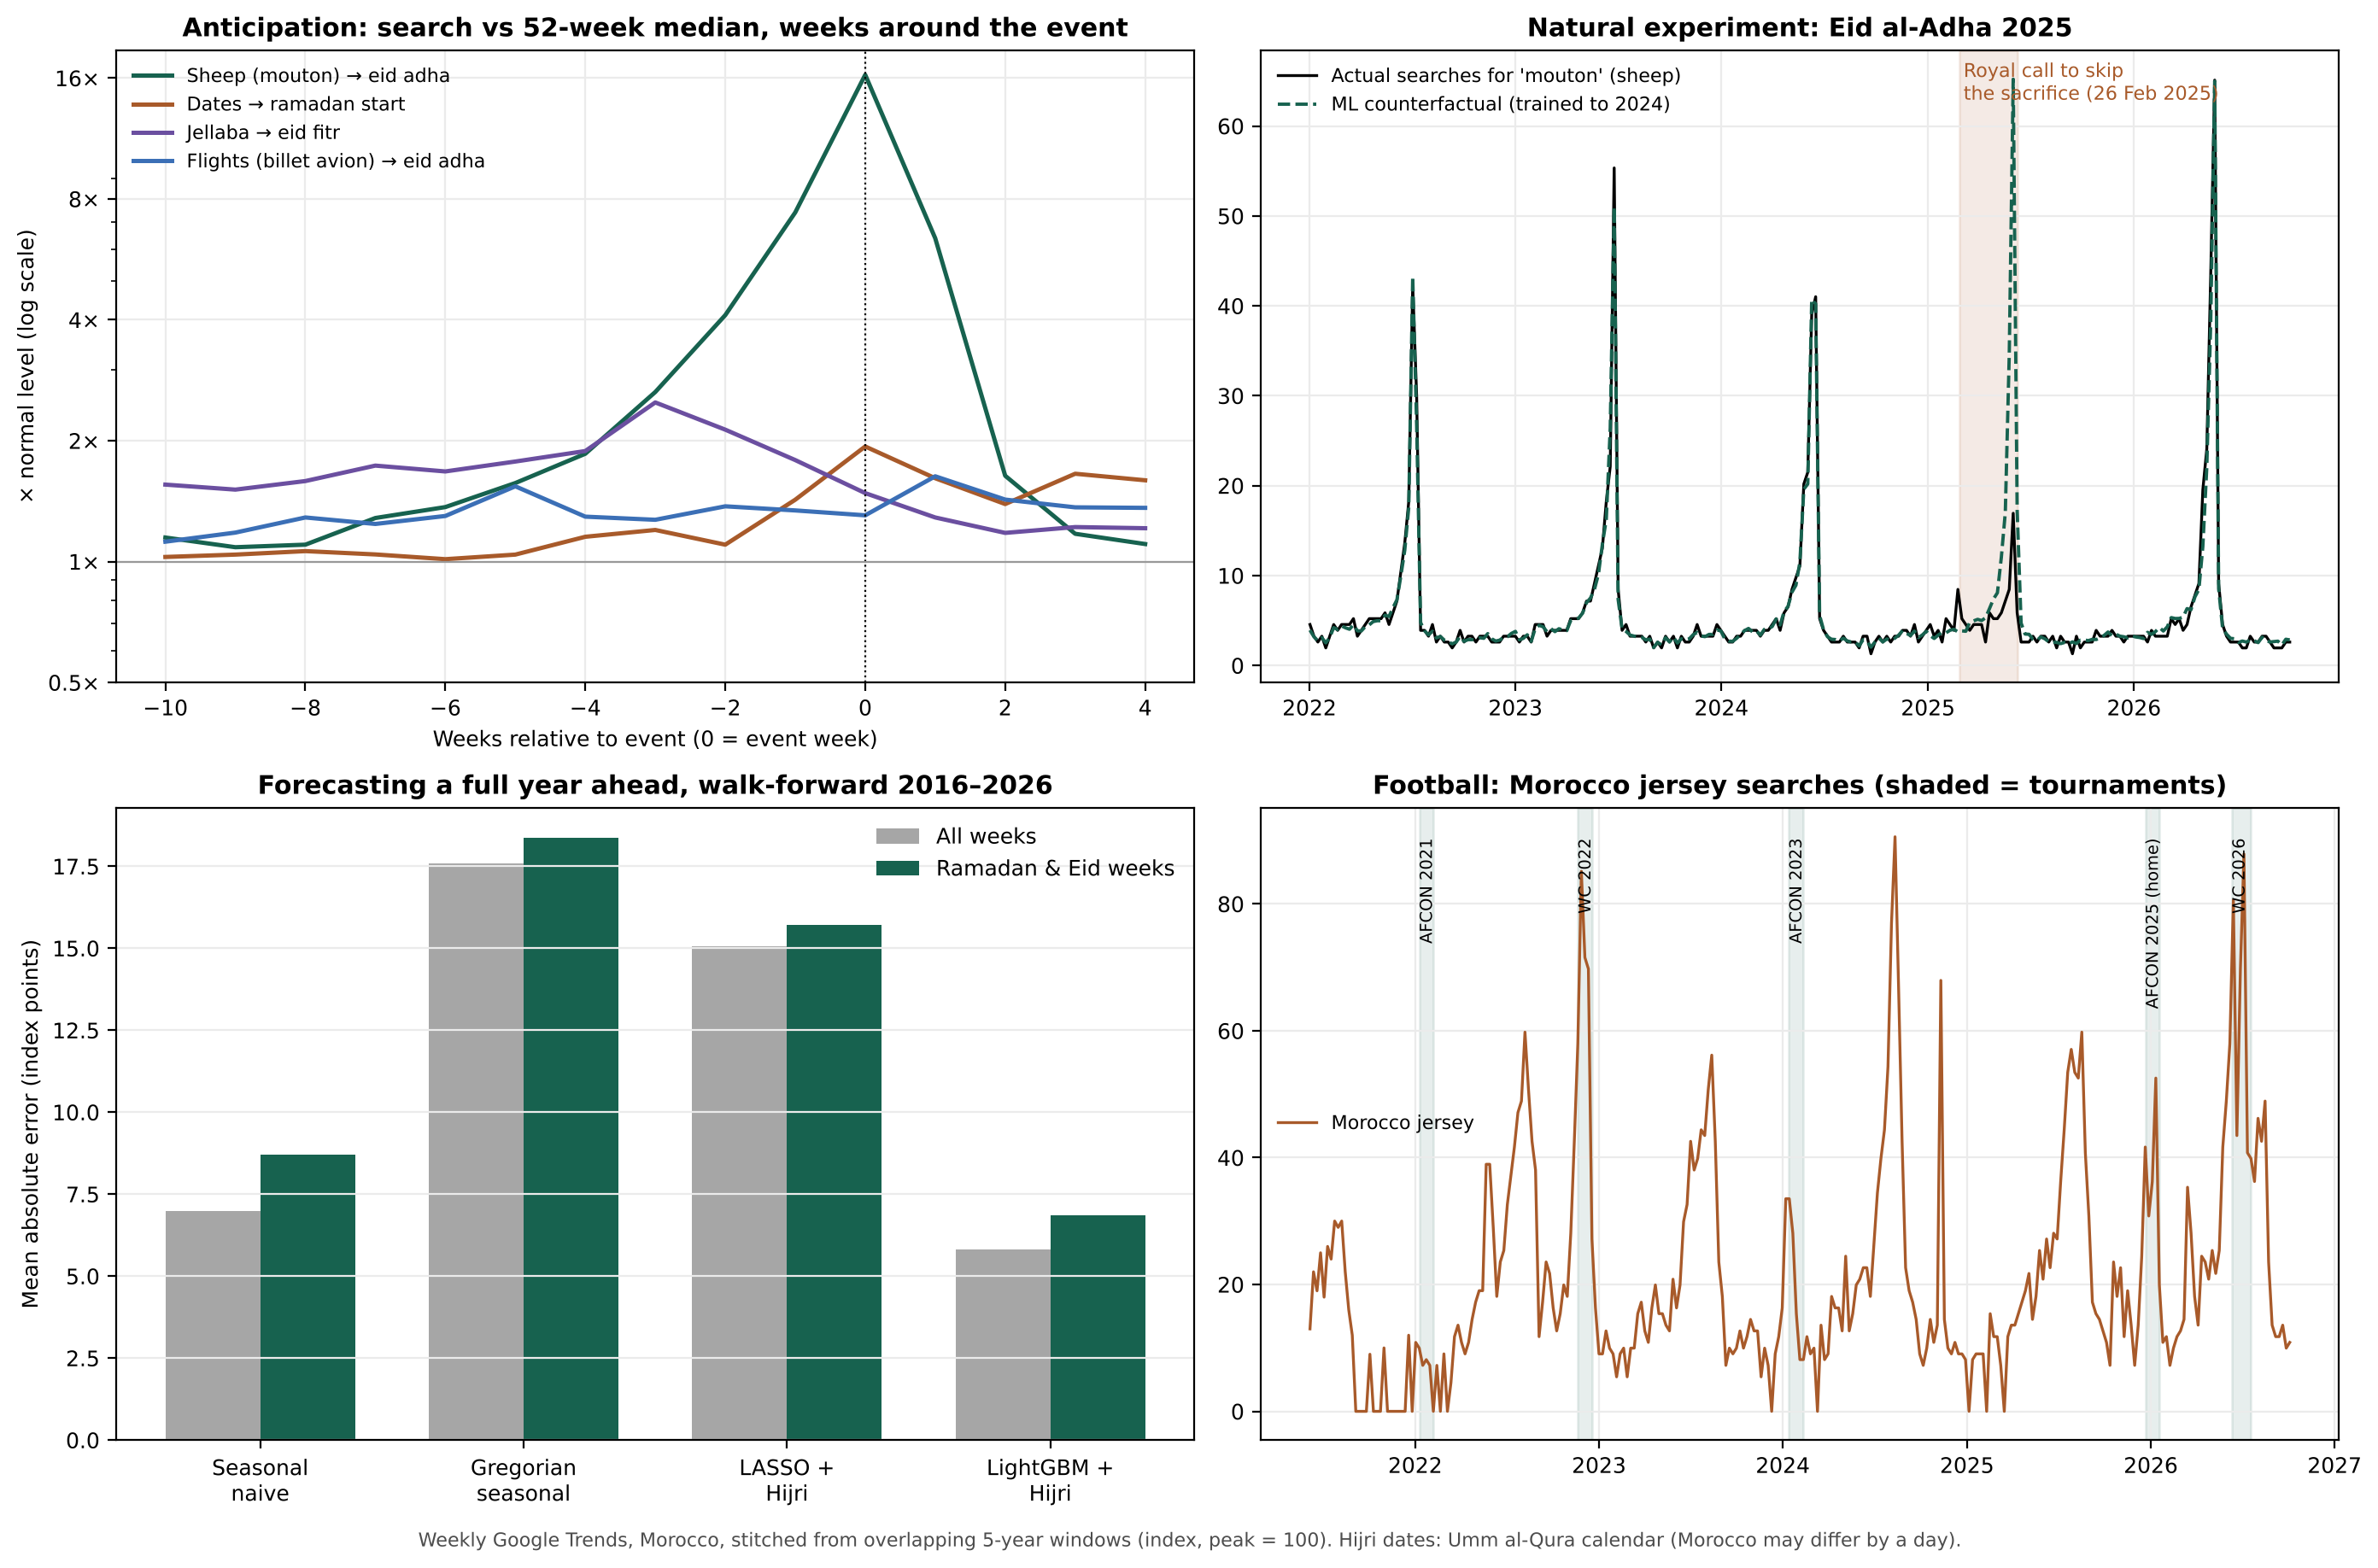 Anticipation: search vs 52-week median, weeks around the event
Sheep (mouton) → eid adha
Dates → ramadan start
Jellaba → eid fitr
Flights (billet avion) → eid adha
× normal level (log scale)
16×
8×
4×
2×
1×
0.5×
−10
−8
−6
−4
−2
0
2
4
Weeks relative to event (0 = event week)
Natural experiment: Eid al-Adha 2025
Actual searches for 'mouton' (sheep)
ML counterfactual (trained to 2024)
Royal call to skip
the sacrifice (26 Feb 2025)
60
50
40
30
20
10
0
2022
2023
2024
2025
2026
Forecasting a full year ahead, walk-forward 2016–2026
All weeks
Ramadan & Eid weeks
Mean absolute error (index points)
17.5
15.0
12.5
10.0
7.5
5.0
2.5
0.0
Seasonal
naive
Gregorian
seasonal
LASSO +
Hijri
LightGBM +
Hijri
Football: Morocco jersey searches (shaded = tournaments)
AFCON 2021
WC 2022
AFCON 2023
AFCON 2025 (home)
WC 2026
Morocco jersey
80
60
40
20
0
2022
2023
2024
2025
2026
2027
Weekly Google Trends, Morocco, stitched from overlapping 5-year windows (index, peak = 100). Hijri dates: Umm al-Qura calendar (Morocco may differ by a day).